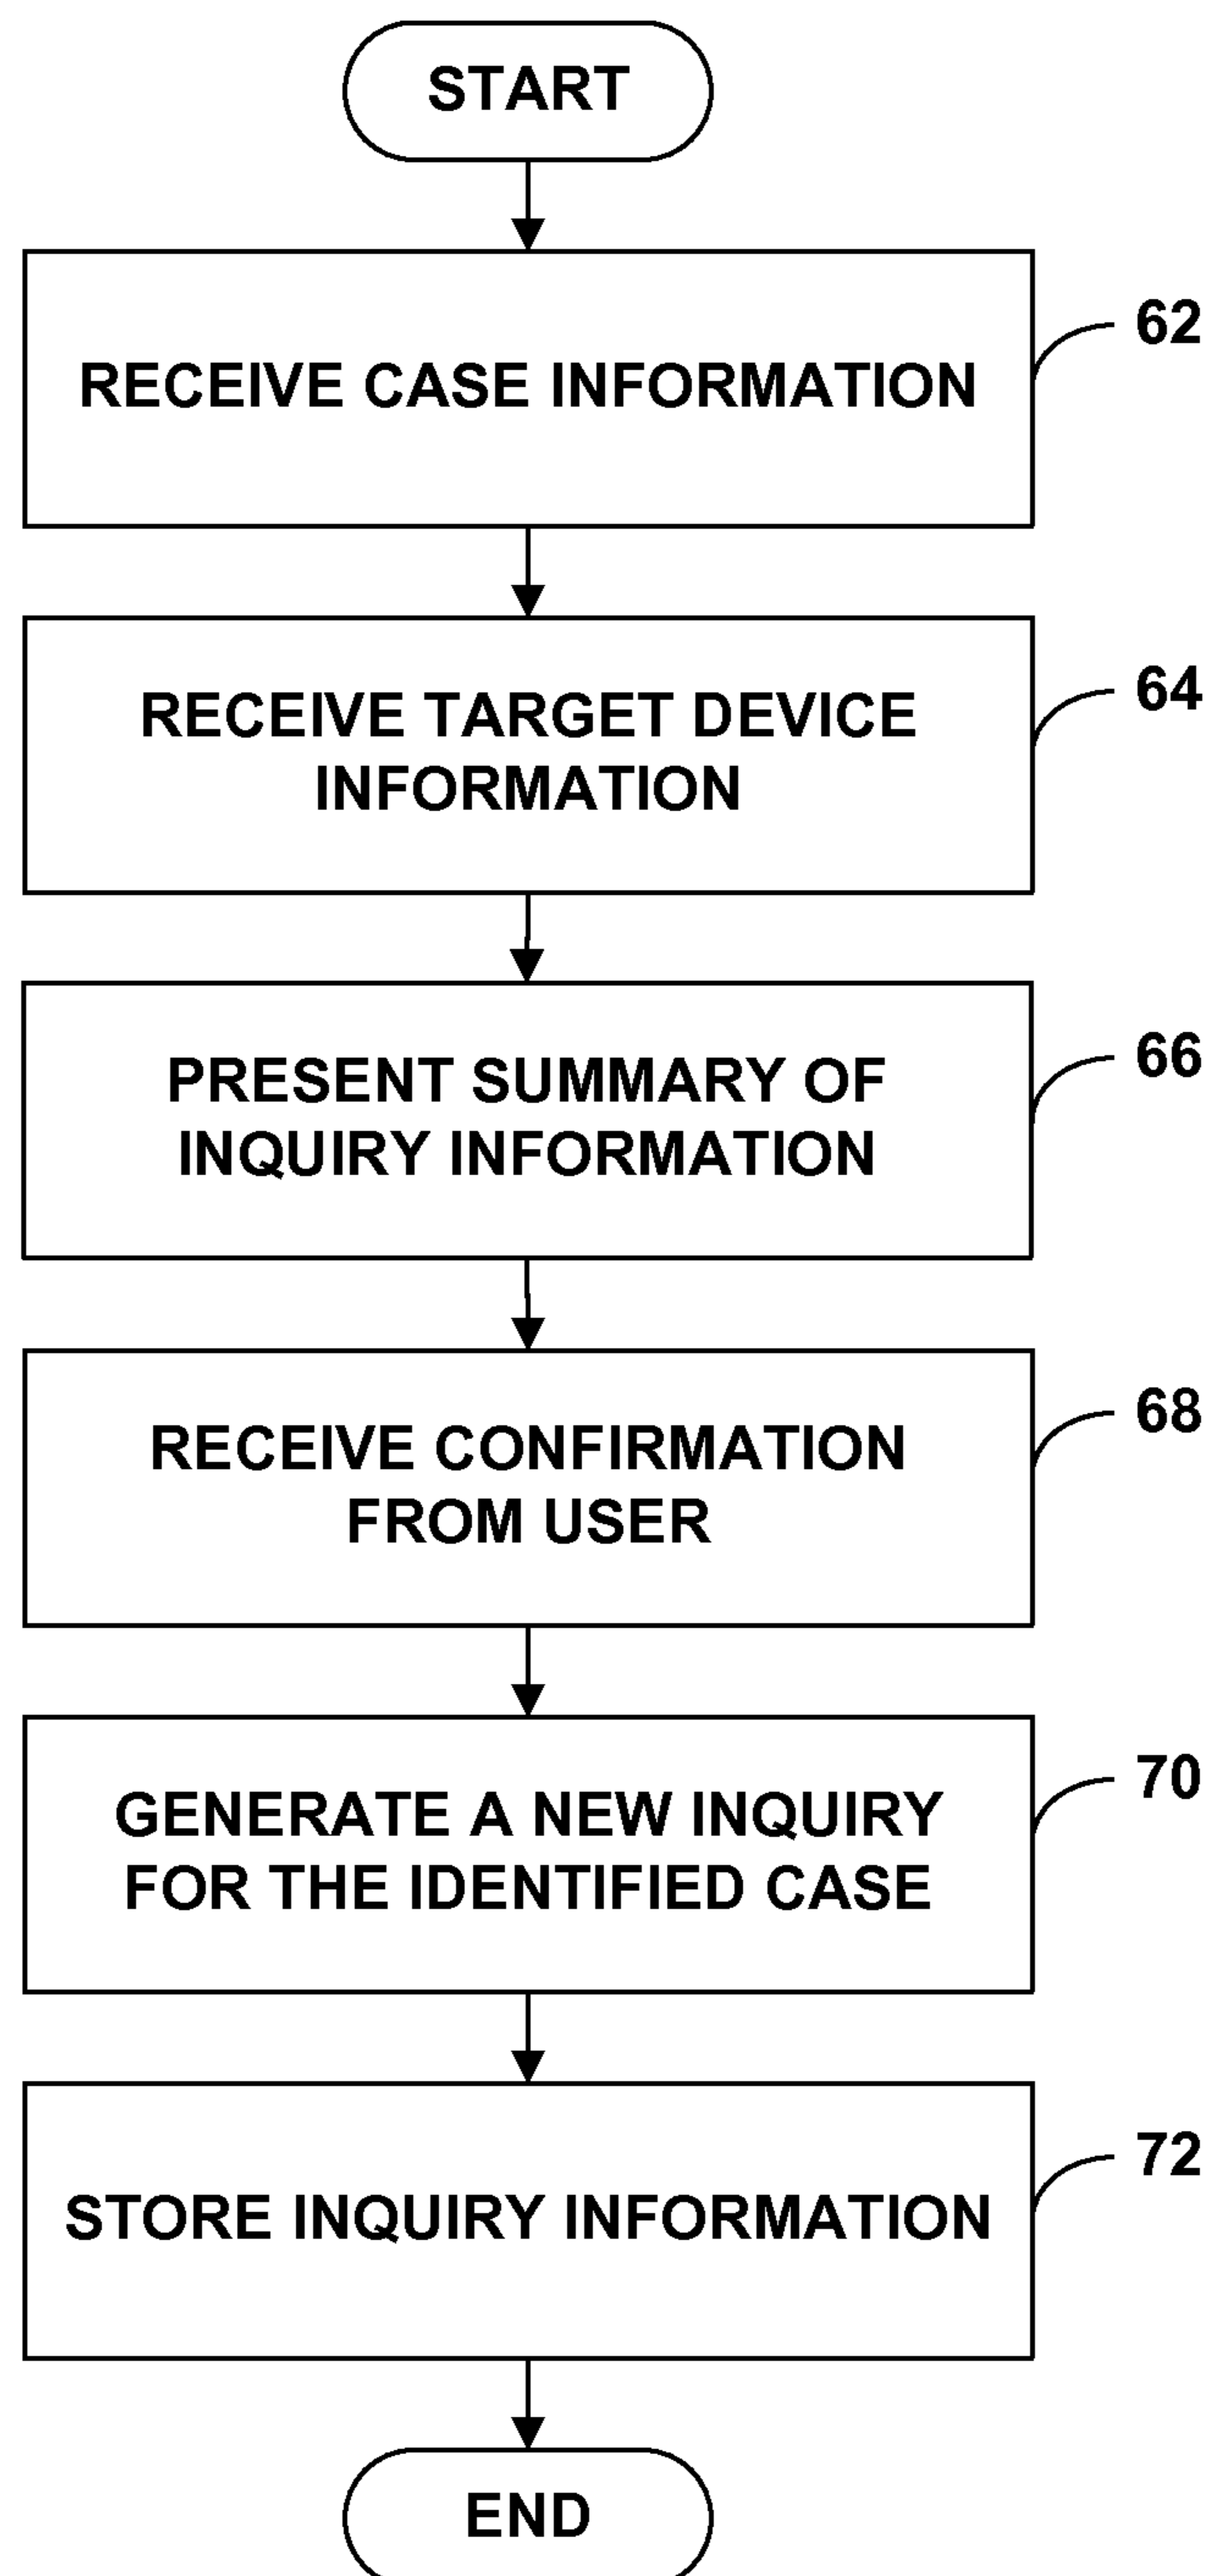 START
RECEIVE CASE INFORMATION
62
RECEIVE TARGET DEVICE
INFORMATION
64
PRESENT SUMMARY OF
INQUIRY INFORMATION
66
RECEIVE CONFIRMATION
FROM USER
68
GENERATE A NEW INQUIRY
FOR THE IDENTIFIED CASE
70
STORE INQUIRY INFORMATION
72
END